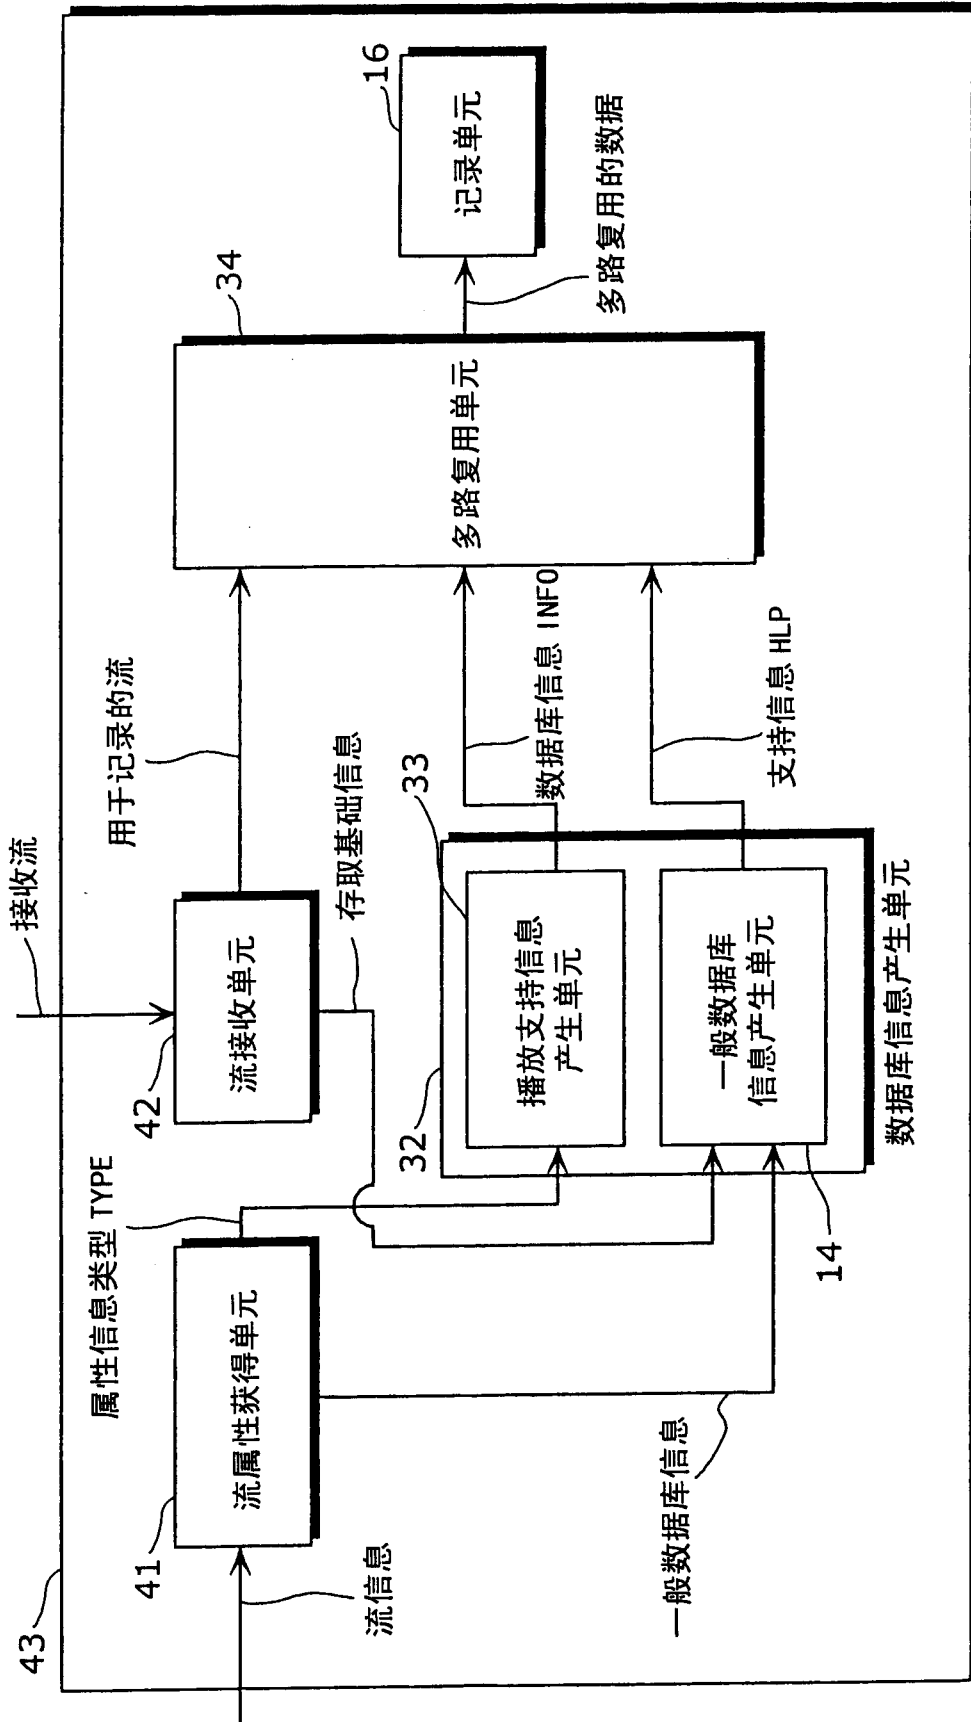 43
流信息
41
流属性获得单元
属性信息类型 TYPE
接收流
42
流接收单元
用于记录的流
存取基础信息
一般数据库信息
32
33
播放支持信息
产生单元
14
一般数据库
信息产生单元
数据库信息产生单元
数据库信息 INFO
支持信息 HLP
34
多路复用单元
多路复用的数据
16
记录单元